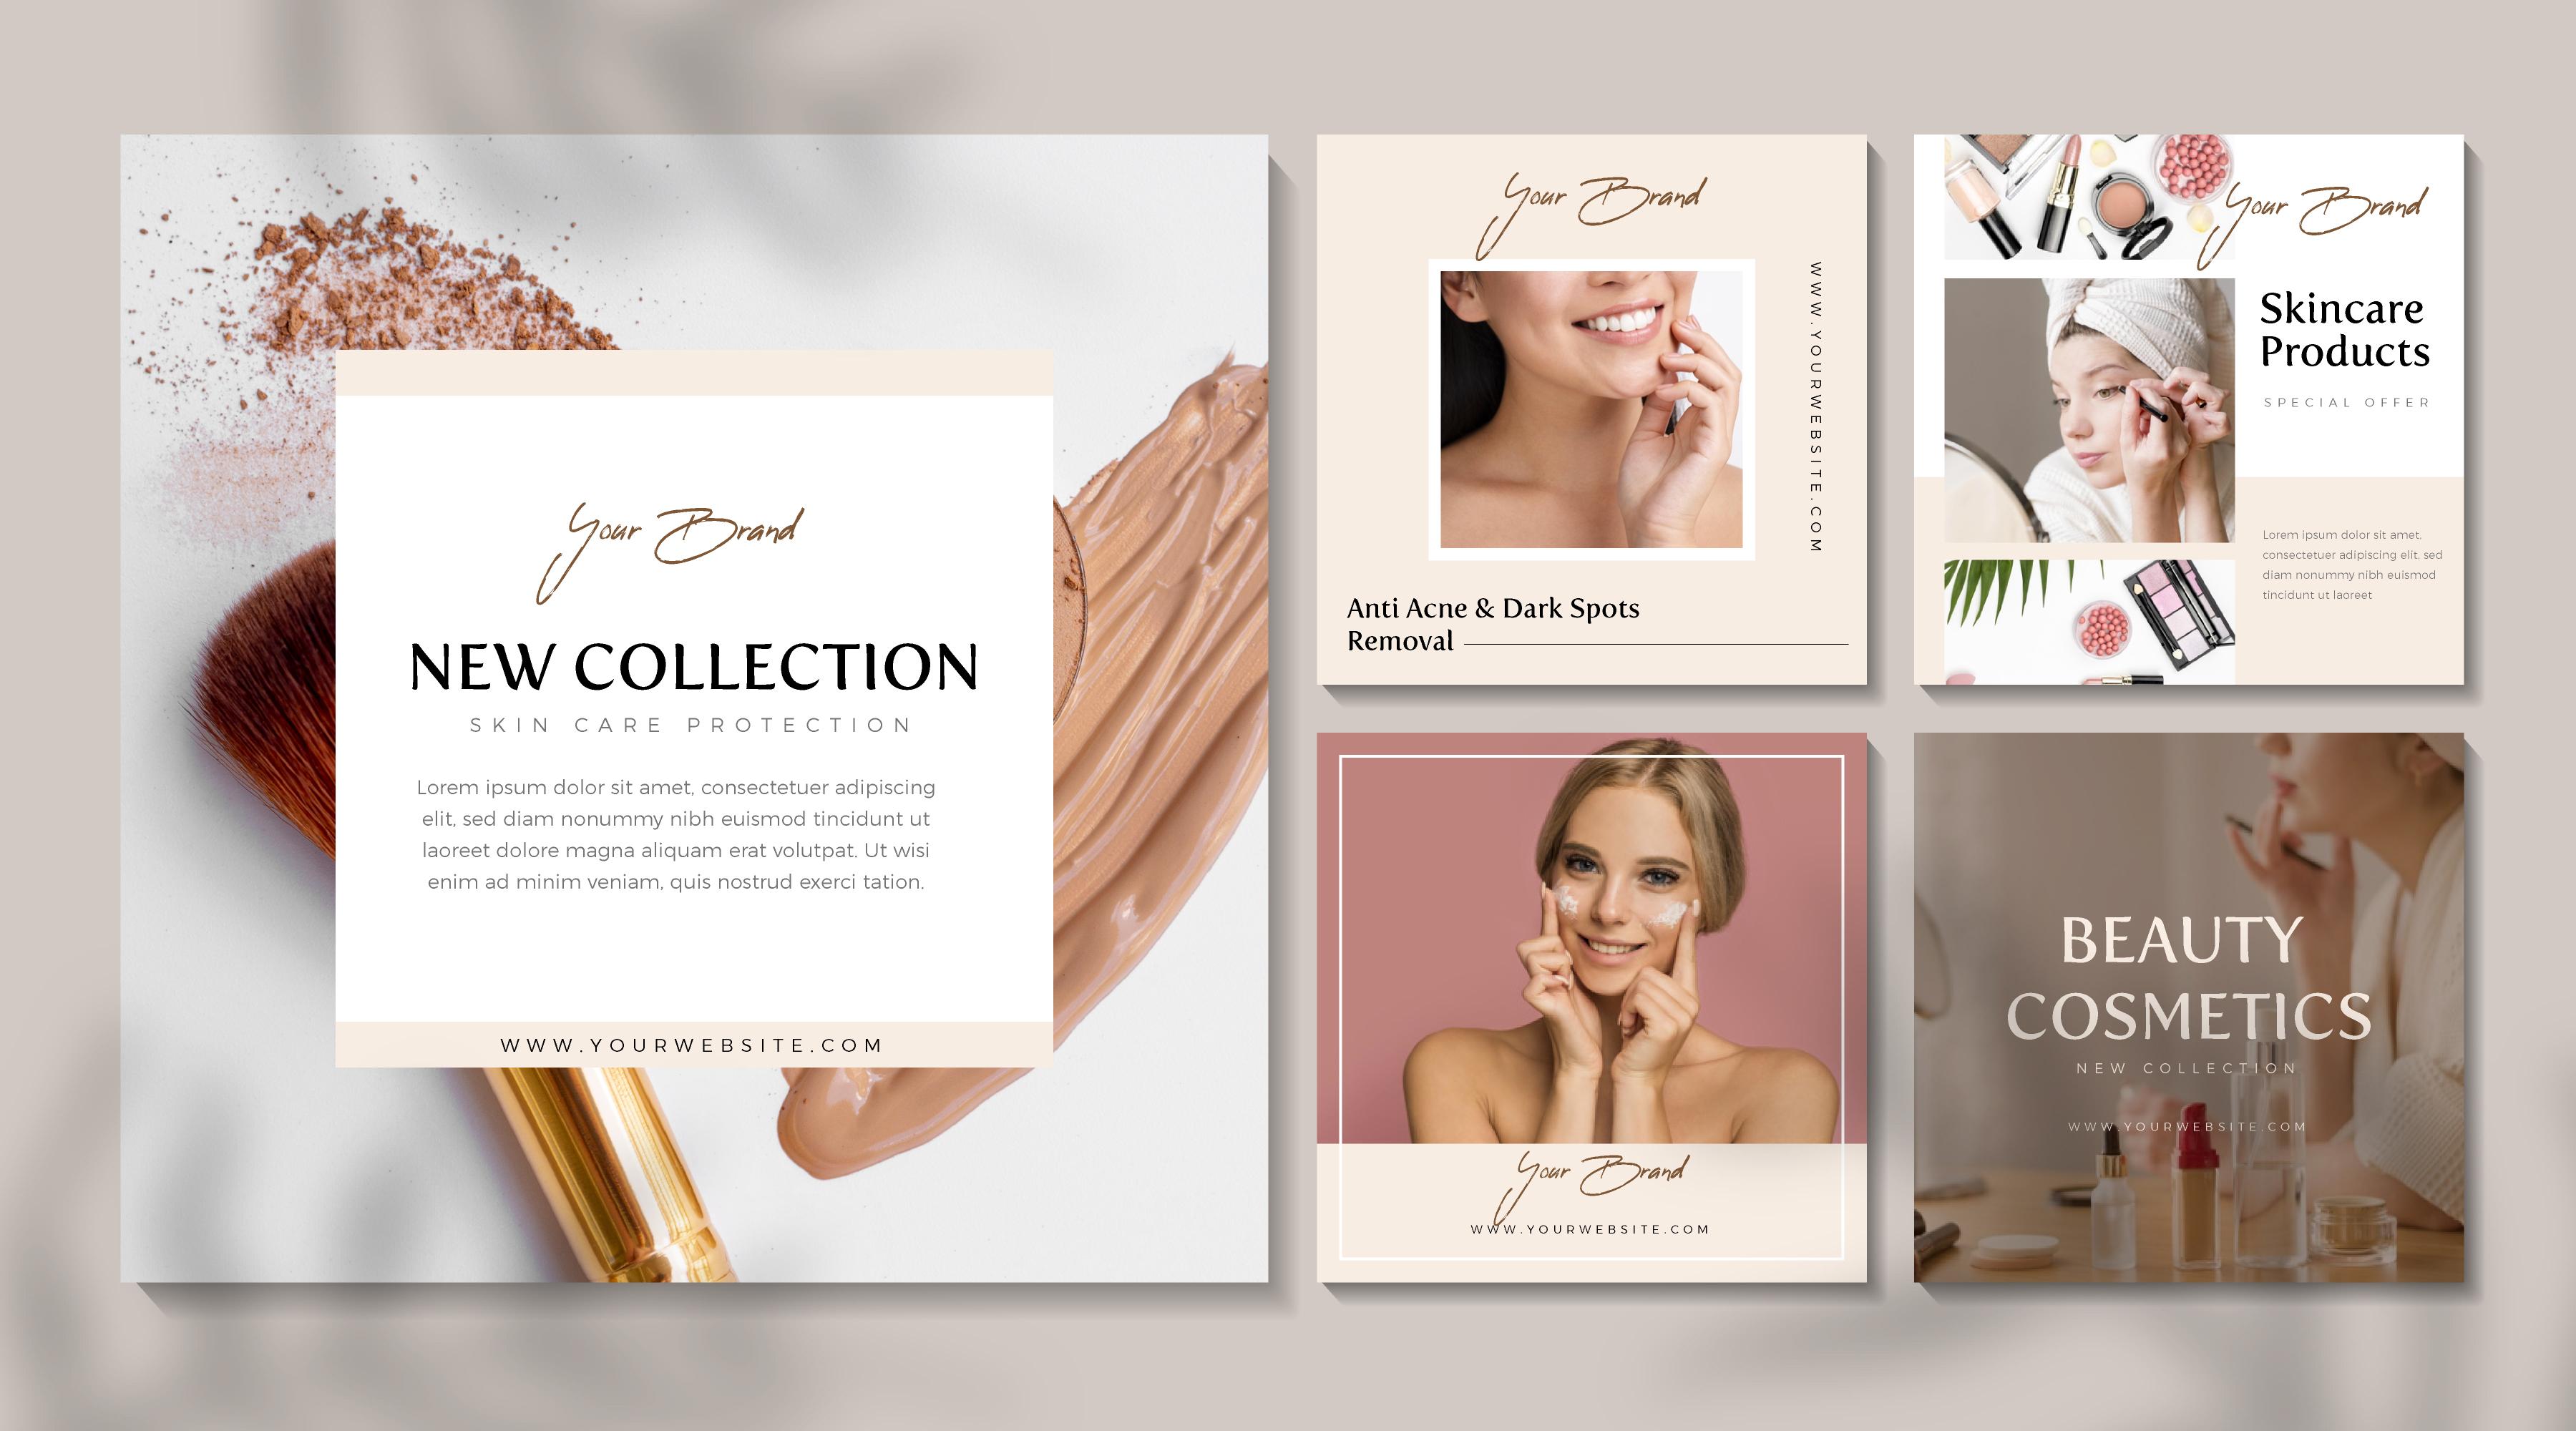 Your Brand
NEW COLLECTION
SKIN CARE PROTECTION
Lorem ipsum dolor sit amet, consectetuer adipiscing
elit, sed diam nonummy nibh euismod tincidunt ut
laoreet dolore magna aliquam erat volutpat. Ut wisi
enim ad minim veniam, quis nostrud exerci tation.
WWW.YOURWEBSITE.COM
Your Brand
WWW.YOURWEBSITE.COM
Anti Acne & Dark Spots
Removal
Your Brand
Skincare
Products
SPECIAL OFFER
Lorem ipsum dolor sit amet,
consectetuer adipiscing elit, sed
diam nonummy nibh euismod
tincidunt ut laoreet
Your Brand
WWW.YOURWEBSITE.COM
BEAUTY
COSMETICS
NEW COLLECTION
WWW.YOURWEBSITE.COM